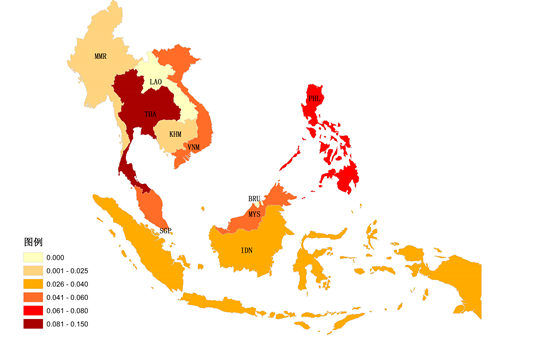 MMR
LAO
THA
PHL
KHM
VNM
BRU
MYS
SGP
IDN
图例
0.000
0.001 - 0.025
0.026 - 0.040
0.041 - 0.060
0.061 - 0.080
0.081 - 0.150